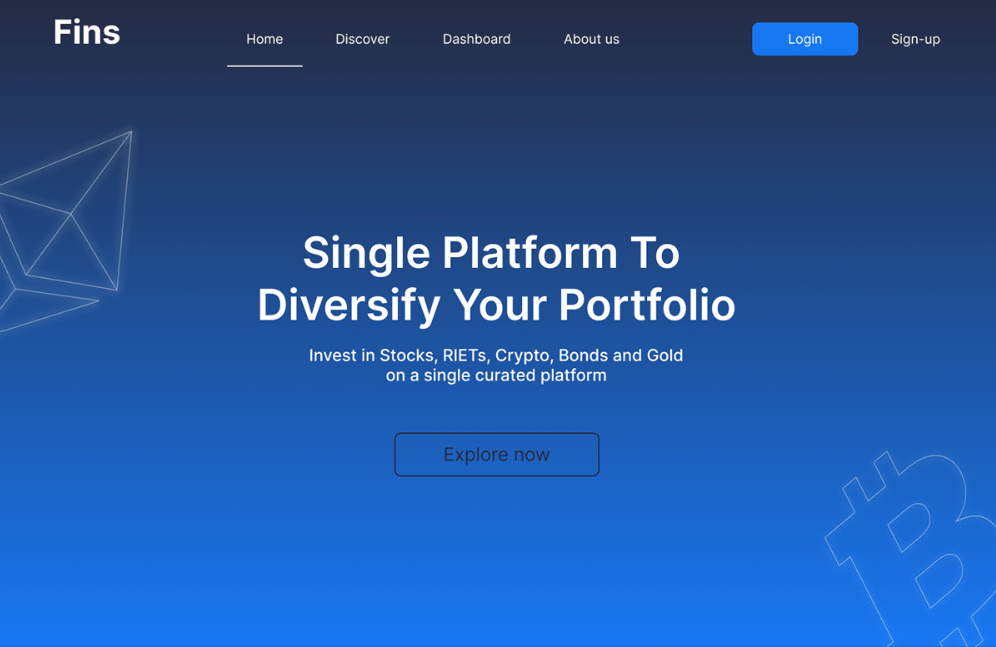 Fins
Home Discover Dashboard About us Login Sign-up
Single Platform To
Diversify Your Portfolio
Invest in Stocks, RIETs, Crypto, Bonds and Gold
on a single curated platform
Explore now